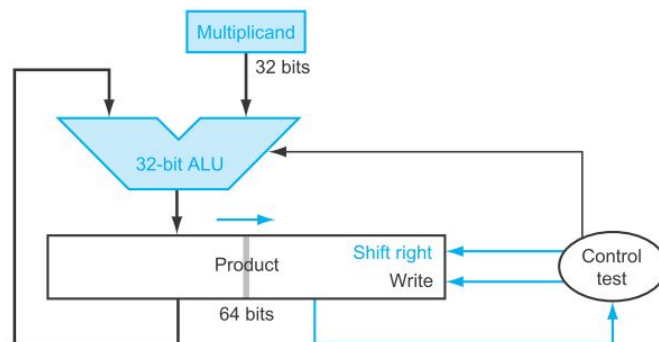 Multiplicand
32 bits
32-bit ALU
Shift right
Product
Write
64 bits
Control
test